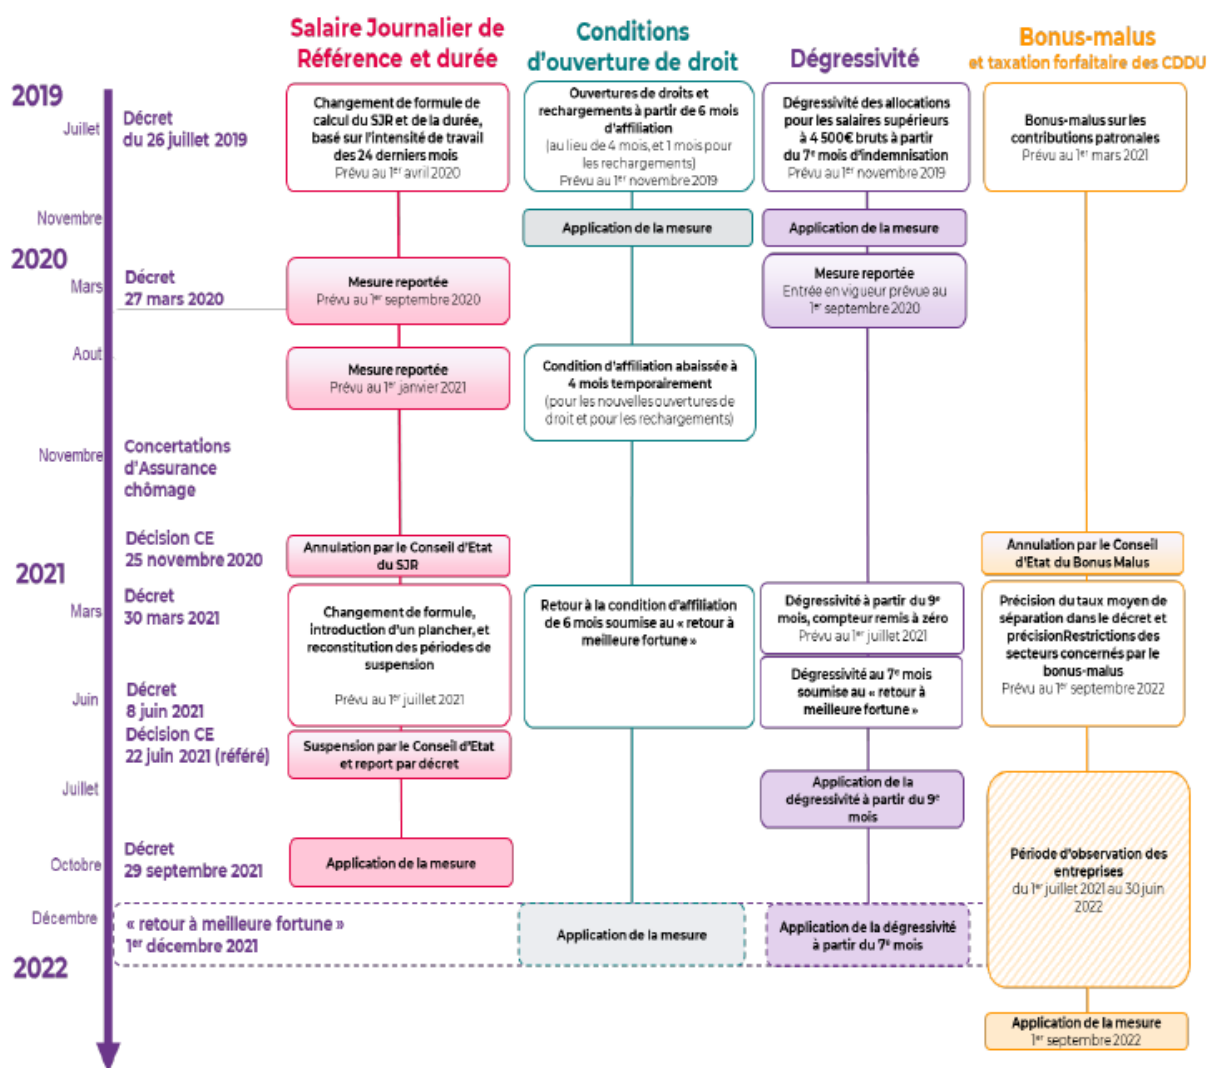 Salaire Journalier de
Référence et durée
Conditions
d'ouverture de droit
Dégressivité
Bonus-malus
et taxation forfaitaire des CDDU
2019
Juillet
Décret
du 26 juillet 2019
Changement de formule de
calcul du SJR et de la durée,
basé sur l'intensité de travail
des 24 derniers mois
Prévu au 1er avril 2020
Ouvertures de droits et
rechargements à partir de 6 mois
d'affiliation
(au lieu de 4 mois, et 1 mois pour
les rechargements)
Prévu au 1er novembre 2019
Dégressivité des allocations
pour les salaires supérieurs
à 4 500€ bruts à partir
du 7e mois d'indemnisation
Prévu au 1er novembre 2019
Bonus-malus sur les
contributions patronales
Prévu au 1er mars 2021
Novembre
Application de la mesure
Application de la mesure
2020
Mars
Décret
27 mars 2020
Mesure reportée
Prévu au 1er septembre 2020
Mesure reportée
Entrée en vigueur prévue au
1er septembre 2020
Aout
Mesure reportée
Prévu au 1er janvier 2021
Condition d'affiliation abaissée à
4 mois temporairement
(pour les nouvelles ouvertures de
droit et pour les rechargements)
Novembre
Concertations
d'Assurance
chômage
Décision CE
25 novembre 2020
Annulation par le Conseil d'Etat
du SJR
Annulation par le Conseil
d'Etat du Bonus Malus
2021
Mars
Décret
30 mars 2021
Changement de formule,
introduction d'un plancher, et
reconstitution des périodes de
suspension
Prévu au 1er juillet 2021
Retour à la condition d'affiliation
de 6 mois soumise au « retour à
meilleure fortune »
Dégressivité à partir du 9e
mois, compteur remis à zéro
Prévu au 1er juillet 2021
Dégressivité au 7e mois
soumise au « retour à
meilleure fortune »
Précision du taux moyen de
séparation dans le décret et
précisionRestrictions des
secteurs concernés par le
bonus-malus
Prévu au 1er septembre 2022
Juin
Décret
8 juin 2021
Décision CE
22 juin 2021 (référé)
Suspension par le Conseil d'Etat
et report par décret
Juillet
Application de la
dégressivité à partir du 9e
mois
Octobre
Décret
29 septembre 2021
Application de la mesure
Période d'observation des
entreprises
du 1er juillet 2021 au 30 juin
2022
Décembre
« retour à meilleure fortune »
1er décembre 2021
Application de la mesure
Application de la dégressivité
à partir du 7e mois
2022
Application de la mesure
1er septembre 2022